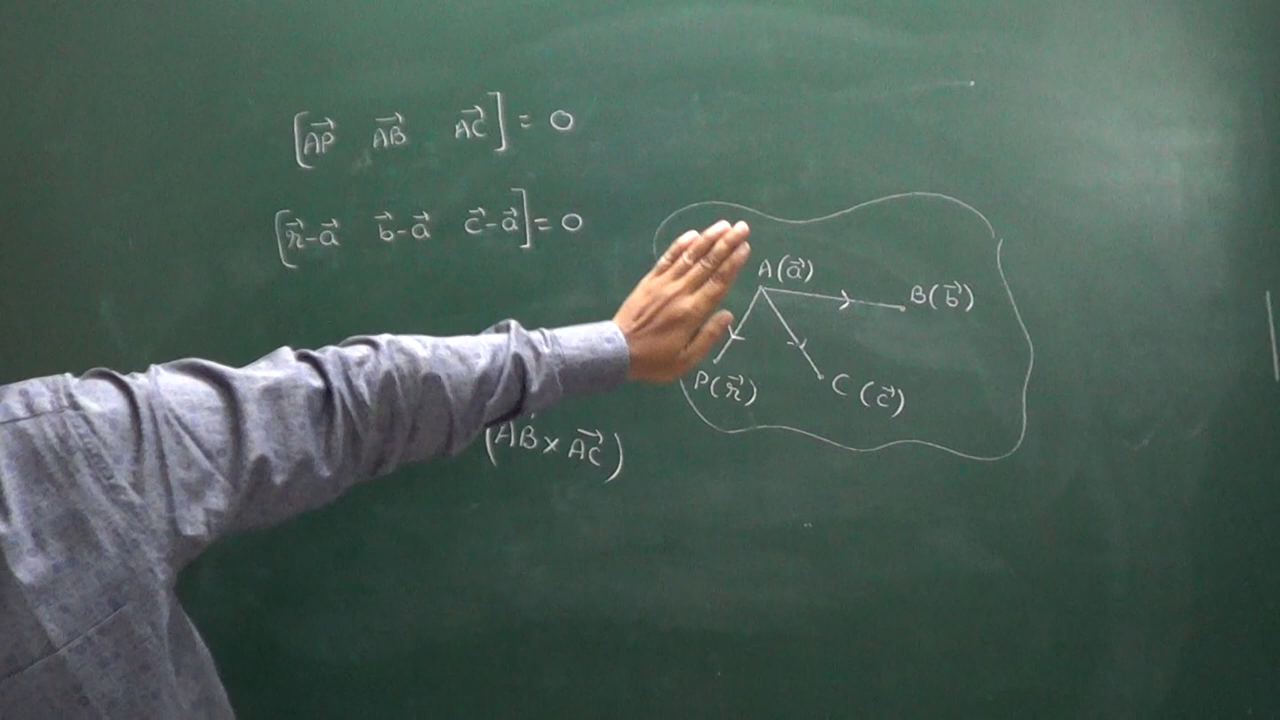 [AP⃗ AB⃗ AC⃗] = 0
[r⃗-a⃗ b⃗-a⃗ c⃗-a⃗] = 0
A(a⃗)
B(b⃗)
P(r⃗)
C(c⃗)
(AB × AC⃗)